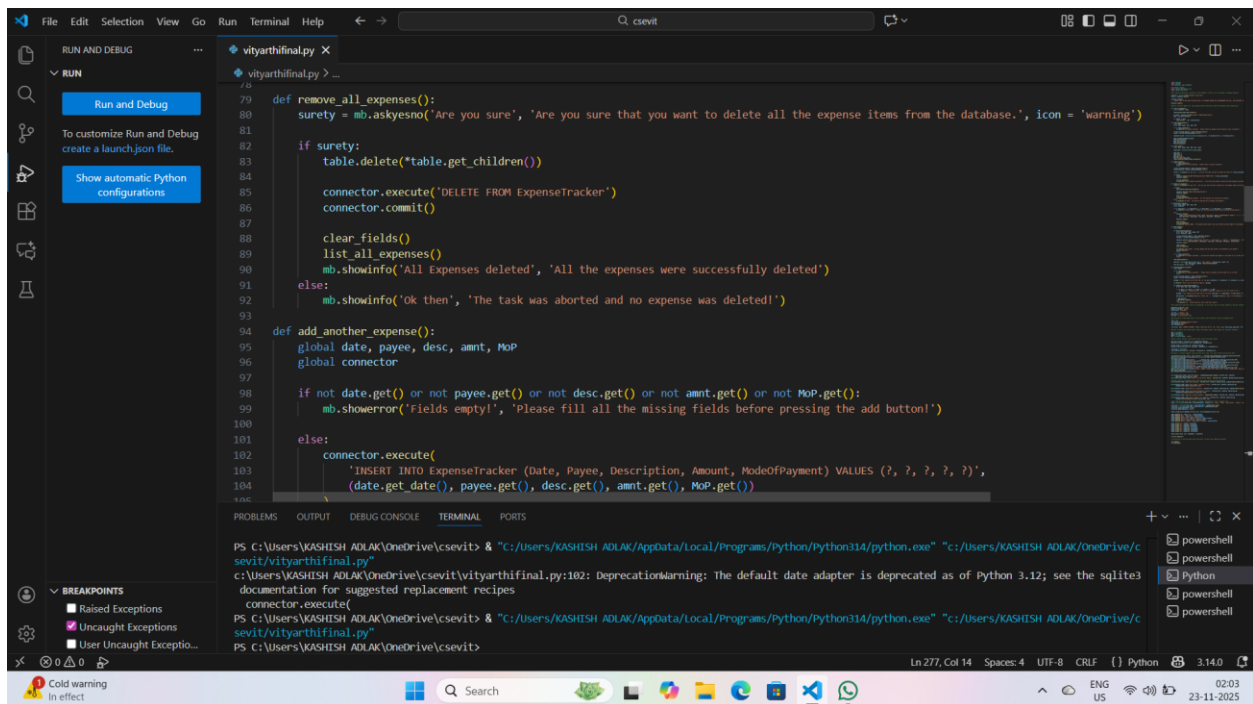 File Edit Selection View Go Run Terminal Help
csevit
RUN AND DEBUG
RUN
Run and Debug
To customize Run and Debug
create a launch.json file.
Show automatic Python
configurations
vityarthifinal.py
vityarthifinal.py > ...
78
79 def remove_all_expenses():
80 surety = mb.askyesno('Are you sure', 'Are you sure that you want to delete all the expense items from the database.', icon = 'warning')
81
82 if surety:
83 table.delete(*table.get_children())
84
85 connector.execute('DELETE FROM ExpenseTracker')
86 connector.commit()
87
88 clear_fields()
89 list_all_expenses()
90 mb.showinfo('All Expenses deleted', 'All the expenses were successfully deleted')
91 else:
92 mb.showinfo('Ok then', 'The task was aborted and no expense was deleted!')
93
94 def add_another_expense():
95 global date, payee, desc, amnt, MoP
96 global connector
97
98 if not date.get() or not payee.get() or not desc.get() or not amnt.get() or not MoP.get():
99 mb.showerror('Fields empty!', 'Please fill all the missing fields before pressing the add button!')
100
101 else:
102 connector.execute(
103 'INSERT INTO ExpenseTracker (Date, Payee, Description, Amount, ModeOfPayment) VALUES (?, ?, ?, ?, ?)',
104 (date.get_date(), payee.get(), desc.get(), amnt.get(), MoP.get())
105 )
PROBLEMS OUTPUT DEBUG CONSOLE TERMINAL PORTS
PS C:\Users\KASHISH ADLAK\OneDrive\csevit> & "C:/Users/KASHISH ADLAK/AppData/Local/Programs/Python/Python314/python.exe" "c:/Users/KASHISH ADLAK/OneDrive/c
sevit/vityarthifinal.py"
c:\Users\KASHISH ADLAK\OneDrive\csevit\vityarthifinal.py:102: DeprecationWarning: The default date adapter is deprecated as of Python 3.12; see the sqlite3
documentation for suggested replacement recipes
connector.execute(
PS C:\Users\KASHISH ADLAK\OneDrive\csevit> & "C:/Users/KASHISH ADLAK/AppData/Local/Programs/Python/Python314/python.exe" "c:/Users/KASHISH ADLAK/OneDrive/c
sevit/vityarthifinal.py"
PS C:\Users\KASHISH ADLAK\OneDrive\csevit>
powershell
powershell
Python
powershell
powershell
BREAKPOINTS
Raised Exceptions
Uncaught Exceptions
User Uncaught Exceptio...
0 0 Ln 277, Col 14 Spaces: 4 UTF-8 CRLF {} Python 3.14.0
1 Cold warning
In effect
Search
ENG
US
02:03
23-11-2025